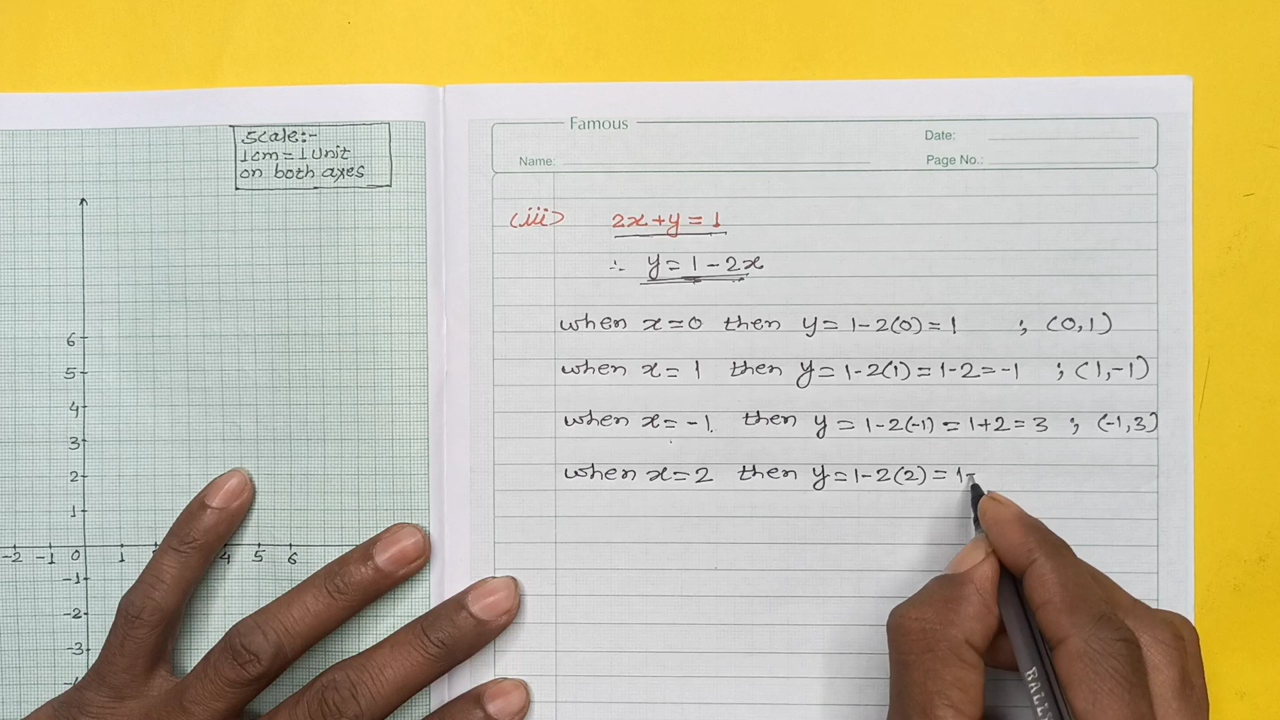 Scale:-
1cm = 1 Unit
on both axes
6
5
4
3
2
1
-2 -1 0 1 4 5 6
-1
-2
-3
Famous
Date:
Name:
Page No.:
(iii) 2x+y=1
∴ y=1-2x
when x=0 then y=1-2(0)=1 ; (0,1)
when x=1 then y=1-2(1)=1-2=-1 ; (1,-1)
when x=-1 then y=1-2(-1)=1+2=3 ; (-1,3)
when x=2 then y=1-2(2)=1-